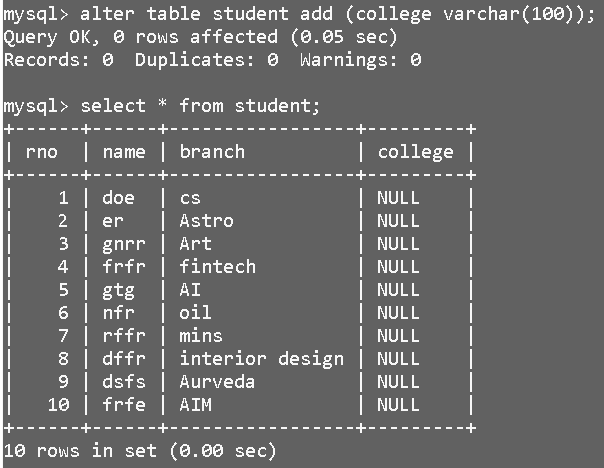 mysql> alter table student add (college varchar(100));
Query OK, 0 rows affected (0.05 sec)
Records: 0  Duplicates: 0  Warnings: 0

mysql> select * from student;
+------+------+-----------------+---------+
| rno  | name | branch          | college |
+------+------+-----------------+---------+
|    1 | doe  | cs              | NULL    |
|    2 | er   | Astro           | NULL    |
|    3 | gnrr | Art             | NULL    |
|    4 | frfr | fintech         | NULL    |
|    5 | gtg  | AI              | NULL    |
|    6 | nfr  | oil             | NULL    |
|    7 | rffr | mins            | NULL    |
|    8 | dffr | interior design | NULL    |
|    9 | dsfs | Aurveda         | NULL    |
|   10 | frfe | AIM             | NULL    |
+------+------+-----------------+---------+
10 rows in set (0.00 sec)